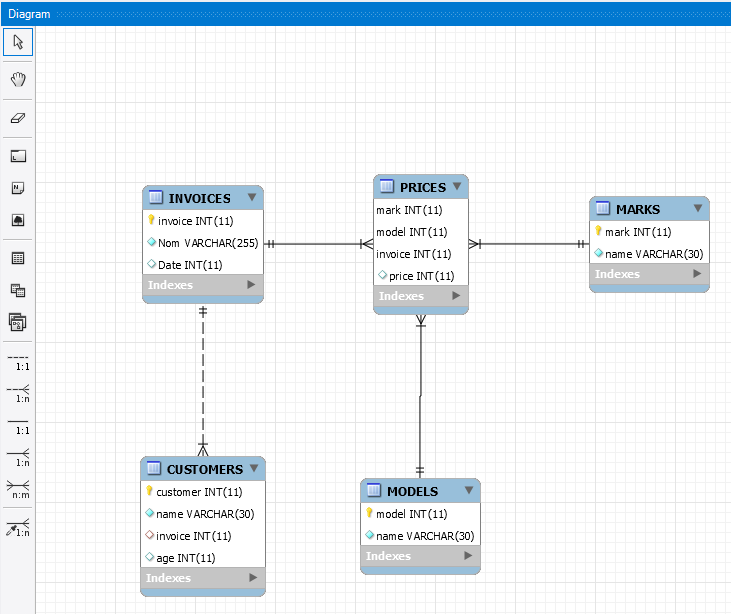 Diagram
INVOICES
invoice INT(11)
Nom VARCHAR(255)
Date INT(11)
Indexes
PRICES
mark INT(11)
model INT(11)
invoice INT(11)
price INT(11)
Indexes
MARKS
mark INT(11)
name VARCHAR(30)
Indexes
CUSTOMERS
customer INT(11)
name VARCHAR(30)
invoice INT(11)
age INT(11)
Indexes
MODELS
model INT(11)
name VARCHAR(30)
Indexes
1:1
1:n
1:1
1:n
n:m
1:n